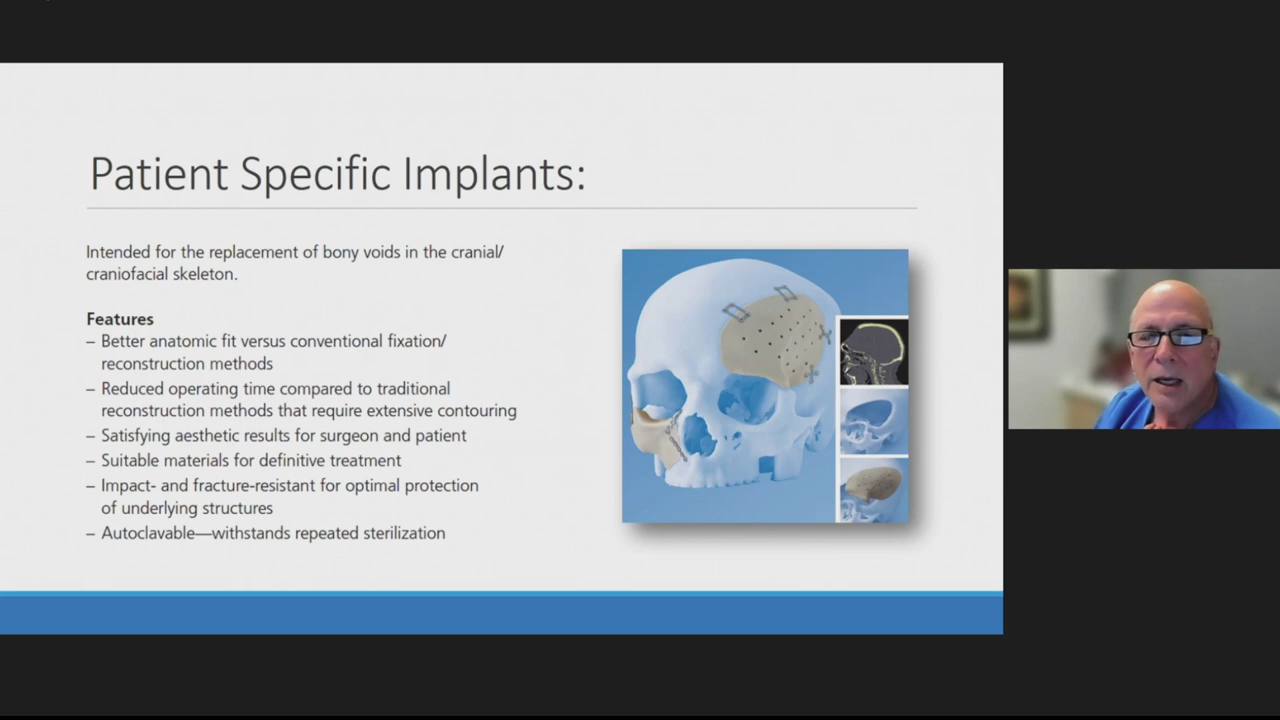 Patient Specific Implants:
Intended for the replacement of bony voids in the cranial/
craniofacial skeleton.
Features
– Better anatomic fit versus conventional fixation/
reconstruction methods
– Reduced operating time compared to traditional
reconstruction methods that require extensive contouring
– Satisfying aesthetic results for surgeon and patient
– Suitable materials for definitive treatment
– Impact- and fracture-resistant for optimal protection
of underlying structures
– Autoclavable—withstands repeated sterilization